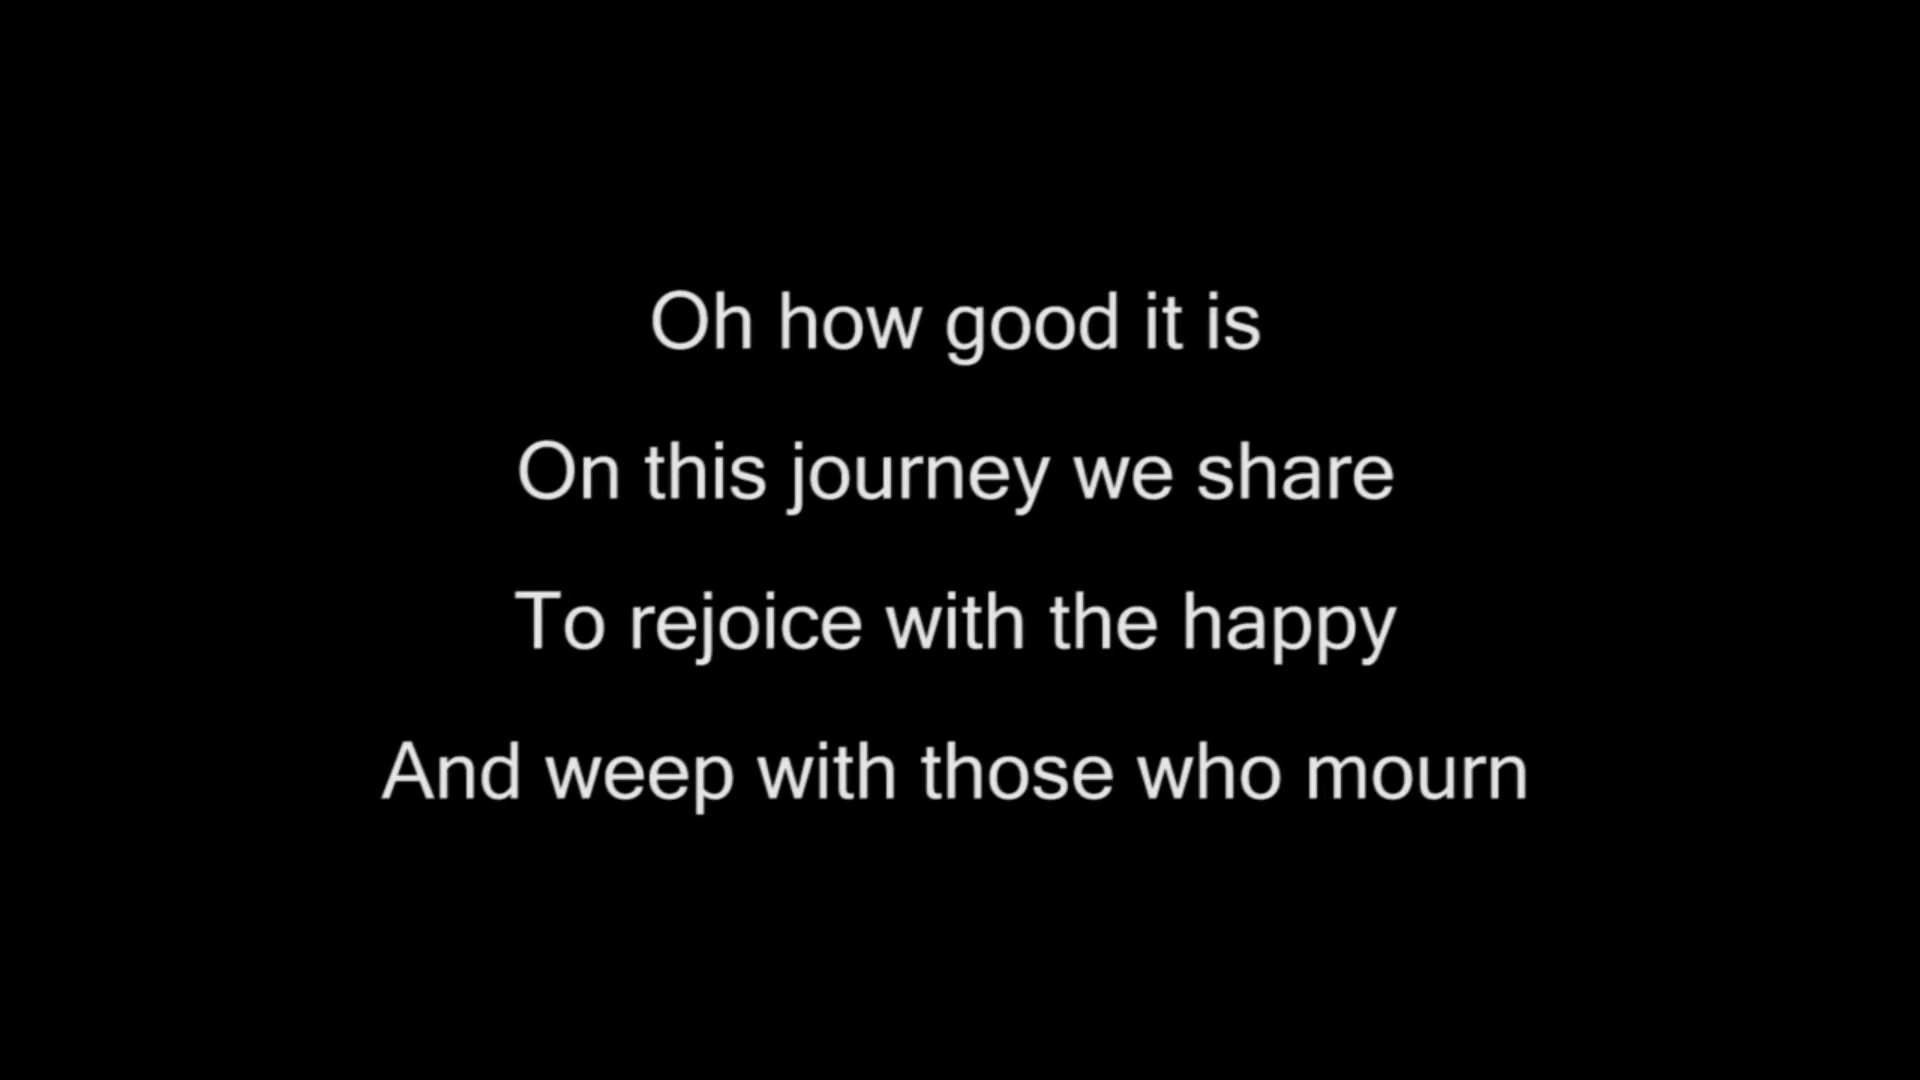 Oh how good it is
On this journey we share
To rejoice with the happy
And weep with those who mourn